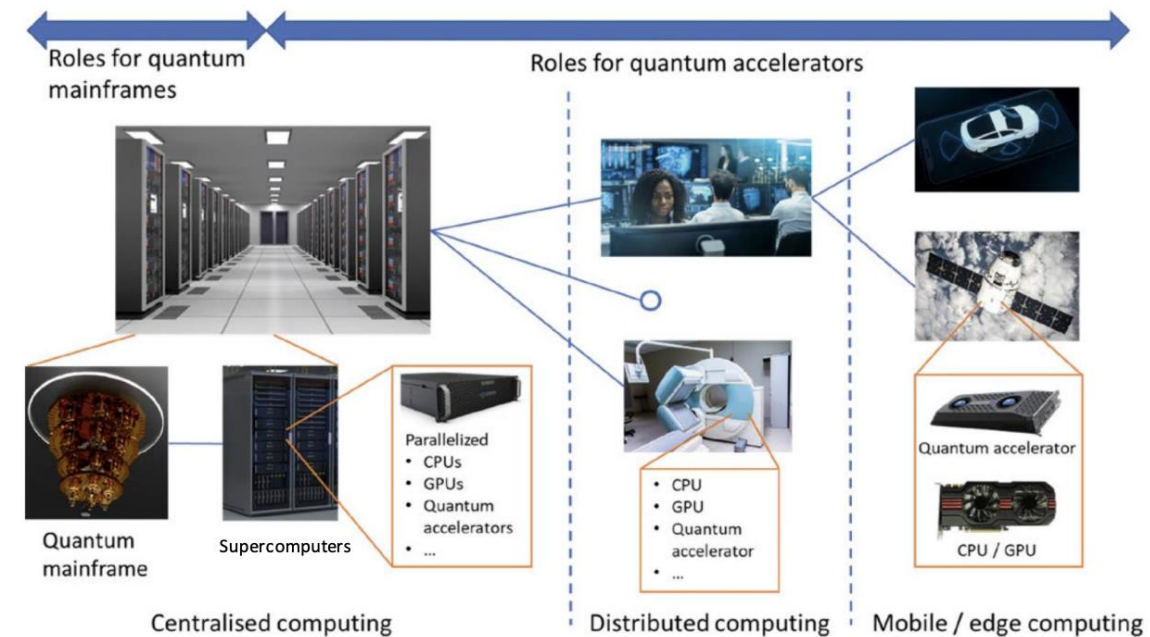 Roles for quantum
mainframes
Roles for quantum accelerators
Quantum
mainframe
Supercomputers
Parallelized
• CPUs
• GPUs
• Quantum
accelerators
• ...
• CPU
• GPU
• Quantum
accelerator
• ...
Quantum accelerator
CPU / GPU
Centralised computing
Distributed computing
Mobile / edge computing